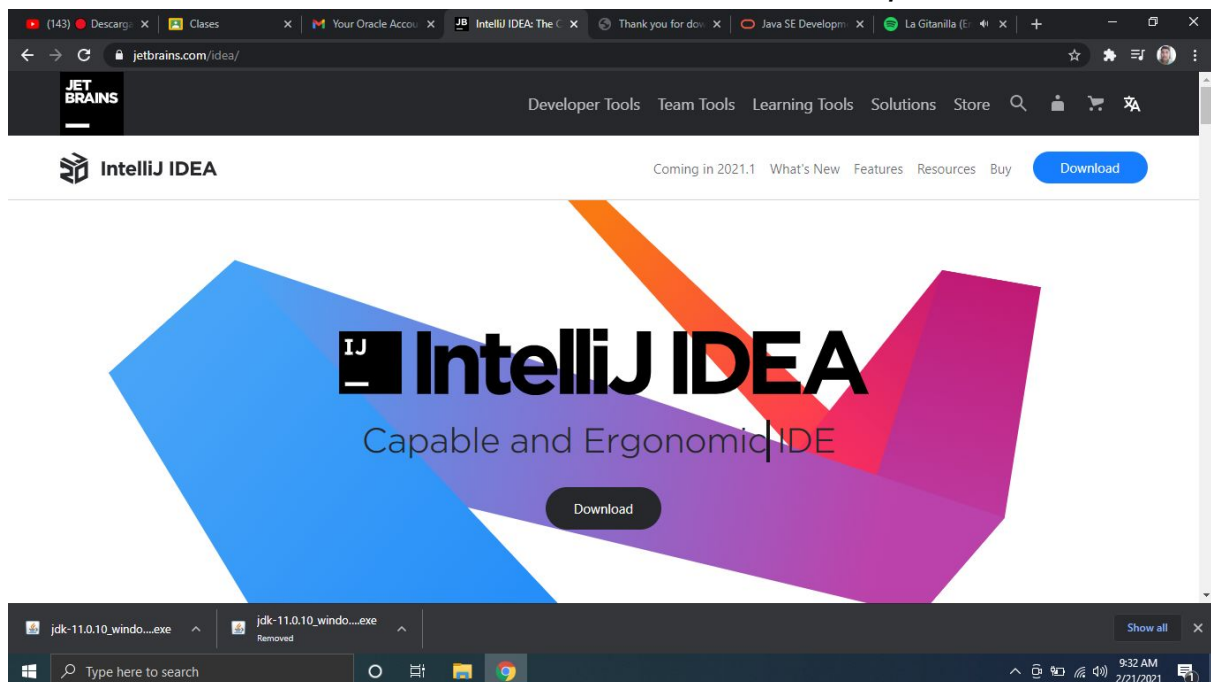 (143) Descarga
Clases
Your Oracle Accou
JB IntelliJ IDEA: The C
Thank you for dow
Java SE Developm
La Gitanilla (E
jetbrains.com/idea/
JET
BRAINS
Developer Tools Team Tools Learning Tools Solutions Store
IntelliJ IDEA
Coming in 2021.1 What's New Features Resources Buy Download
IJ IntelliJ IDEA
Capable and Ergonomic IDE
Download
jdk-11.0.10_windo....exe
jdk-11.0.10_windo....exe
Removed
Show all
Type here to search
9:32 AM
2/21/2021